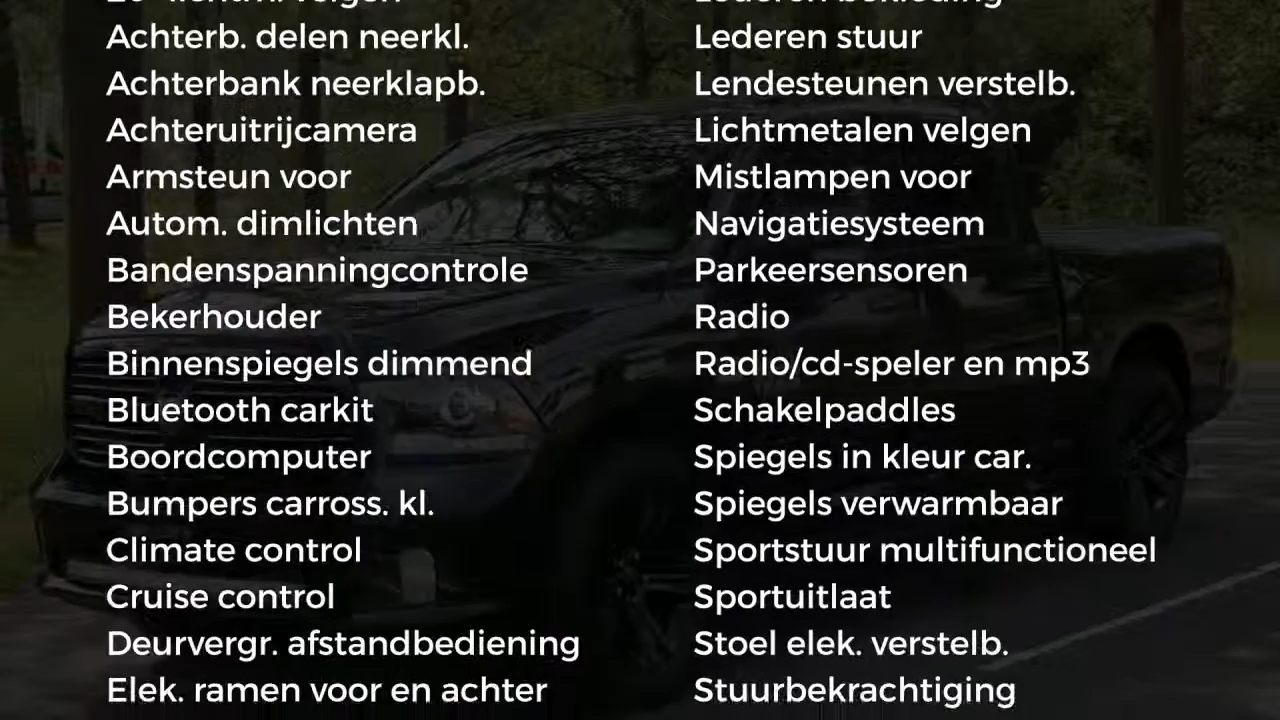 Achterb. delen neerkl.
Achterbank neerklapb.
Achteruitrijcamera
Armsteun voor
Autom. dimlichten
Bandenspanningcontrole
Bekerhouder
Binnenspiegels dimmend
Bluetooth carkit
Boordcomputer
Bumpers carross. kl.
Climate control
Cruise control
Deurvergr. afstandbediening
Elek. ramen voor en achter
Lederen stuur
Lendesteunen verstelb.
Lichtmetalen velgen
Mistlampen voor
Navigatiesysteem
Parkeersensoren
Radio
Radio/cd-speler en mp3
Schakelpaddles
Spiegels in kleur car.
Spiegels verwarmbaar
Sportstuur multifunctioneel
Sportuitlaat
Stoel elek. verstelb.
Stuurbekrachtiging